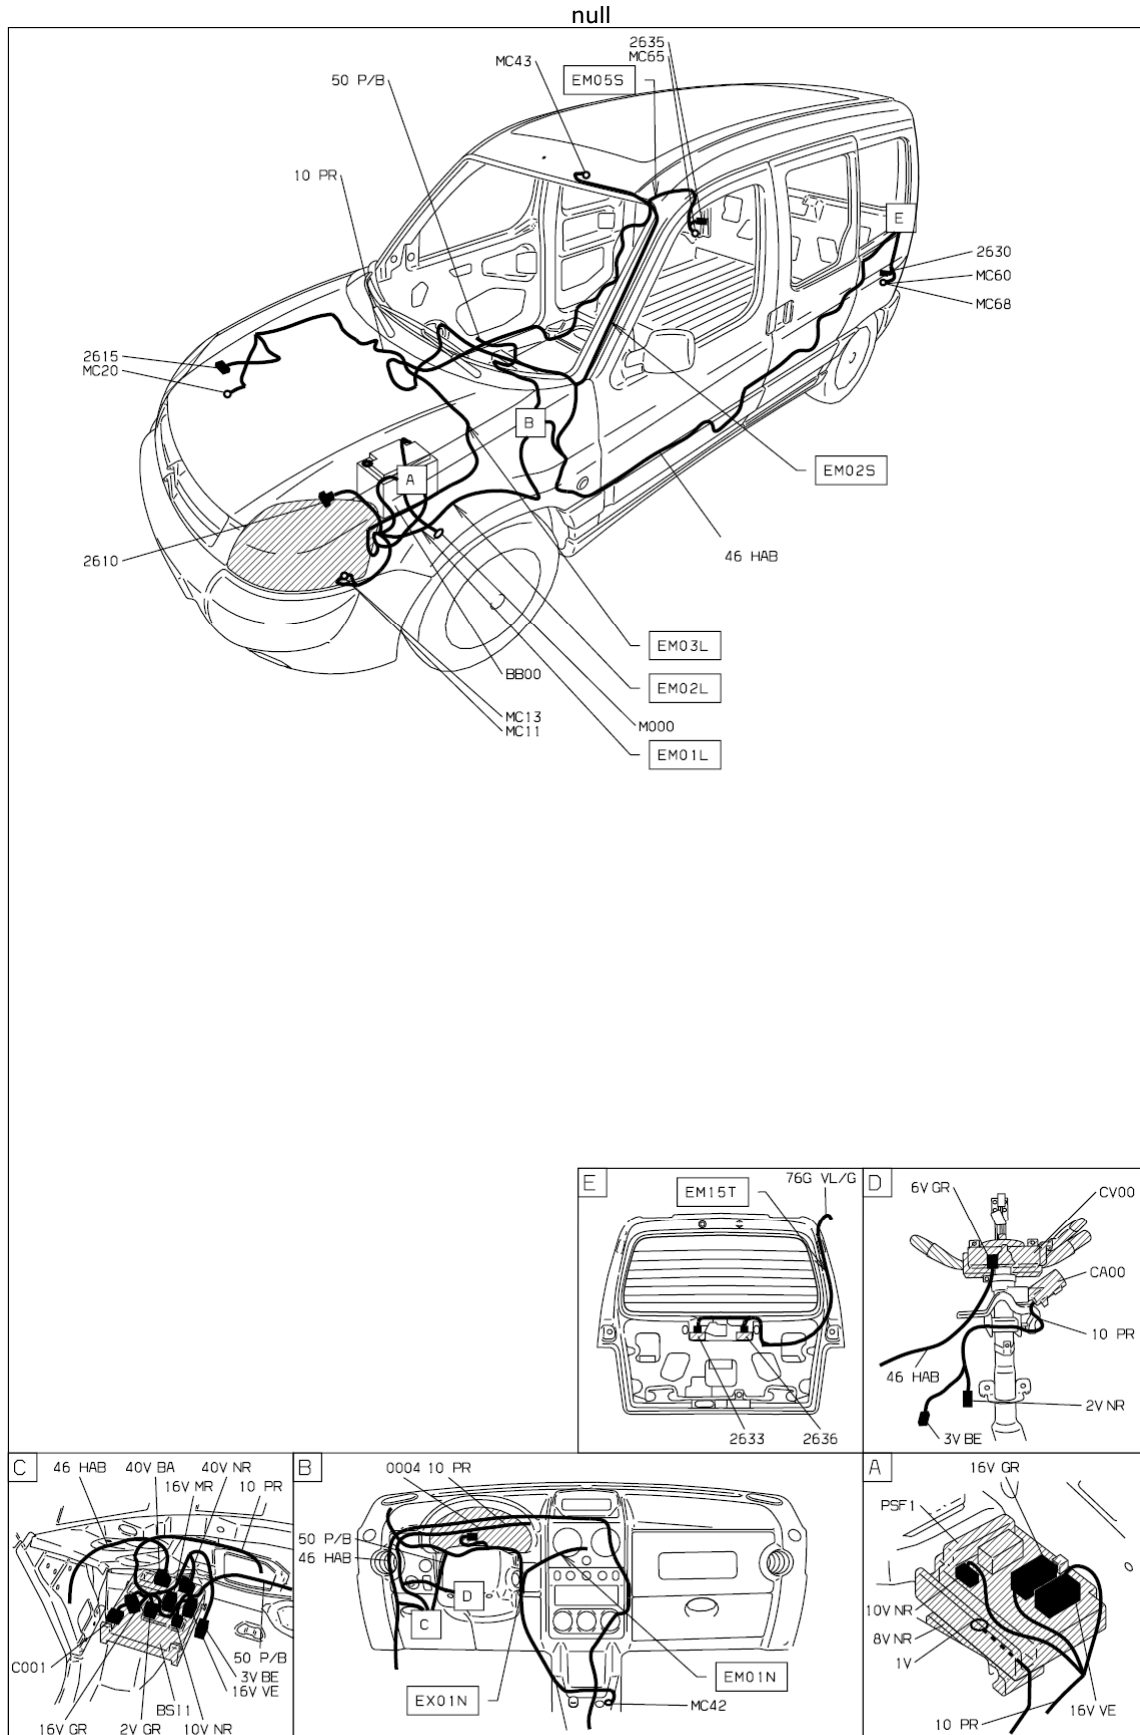 null
2635
MC65
MC43
EM05S
50 P/B
10 PR
E
2630
MC60
MC68
2615
MC20
B
A
EM02S
2610
46 HAB
EM03L
BB00
EM02L
MC13
MC11
M000
EM01L
E
76G VL/G
EM15T
2633
2636
D
6V GR
CV00
CA00
10 PR
46 HAB
2V NR
3V BE
C
46 HAB
40V BA
40V NR
16V MR
10 PR
C001
50 P/B
3V BE
16V VE
BSI1
16V GR
2V GR
10V NR
B
0004
10 PR
50 P/B
46 HAB
D
C
EM01N
EX01N
MC42
A
16V GR
PSF1
10V NR
8V NR
1V
16V VE
10 PR